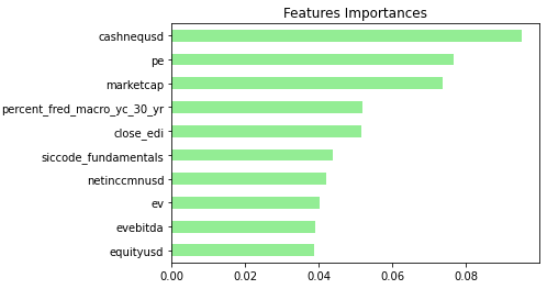 Features Importances
cashnequsd
pe
marketcap
percent_fred_macro_yc_30_yr
close_edi
siccode_fundamentals
netinccmnusd
ev
evebitda
equityusd
0.00 0.02 0.04 0.06 0.08